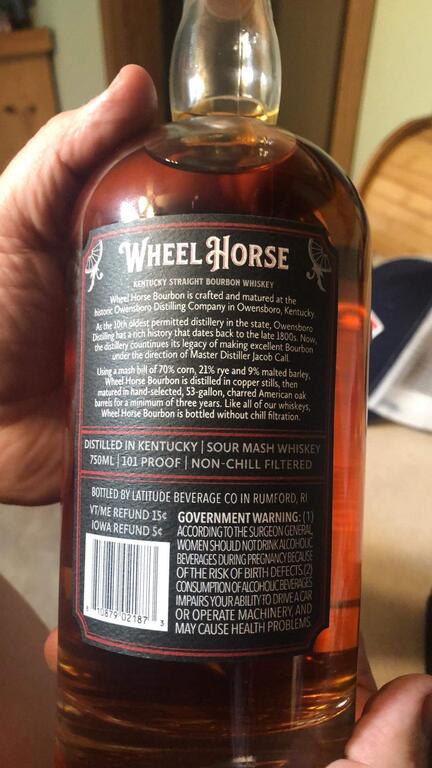 WHEEL HORSE
KENTUCKY STRAIGHT BOURBON WHISKEY
Wheel Horse Bourbon is crafted and matured at the
historic Owensboro Distilling Company in Owensboro, Kentucky.
As the 10th oldest permitted distillery in the state, Owensboro
Distilling has a rich history that dates back to the late 1800s. Now,
the distillery continues its legacy of making excellent Bourbon
under the direction of Master Distiller Jacob Call.
Using a mash bill of 70% corn, 21% rye and 9% malted barley,
Wheel Horse Bourbon is distilled in copper stills, then
matured in hand-selected, 53-gallon, charred American oak
barrels for a minimum of three years. Like all of our whiskeys,
Wheel Horse Bourbon is bottled without chill filtration.
DISTILLED IN KENTUCKY | SOUR MASH WHISKEY
750ML | 101 PROOF | NON-CHILL FILTERED
BOTTLED BY LATITUDE BEVERAGE CO IN RUMFORD, RI
VT/ME REFUND 15¢
IOWA REFUND 5¢
GOVERNMENT WARNING: (1)
ACCORDING TO THE SURGEON GENERAL,
WOMEN SHOULD NOT DRINK ALCOHOLIC
BEVERAGES DURING PREGNANCY BECAUSE
OF THE RISK OF BIRTH DEFECTS. (2)
CONSUMPTION OF ALCOHOLIC BEVERAGES
IMPAIRS YOUR ABILITY TO DRIVE A CAR
OR OPERATE MACHINERY, AND
MAY CAUSE HEALTH PROBLEMS.
8 10879 02187 3